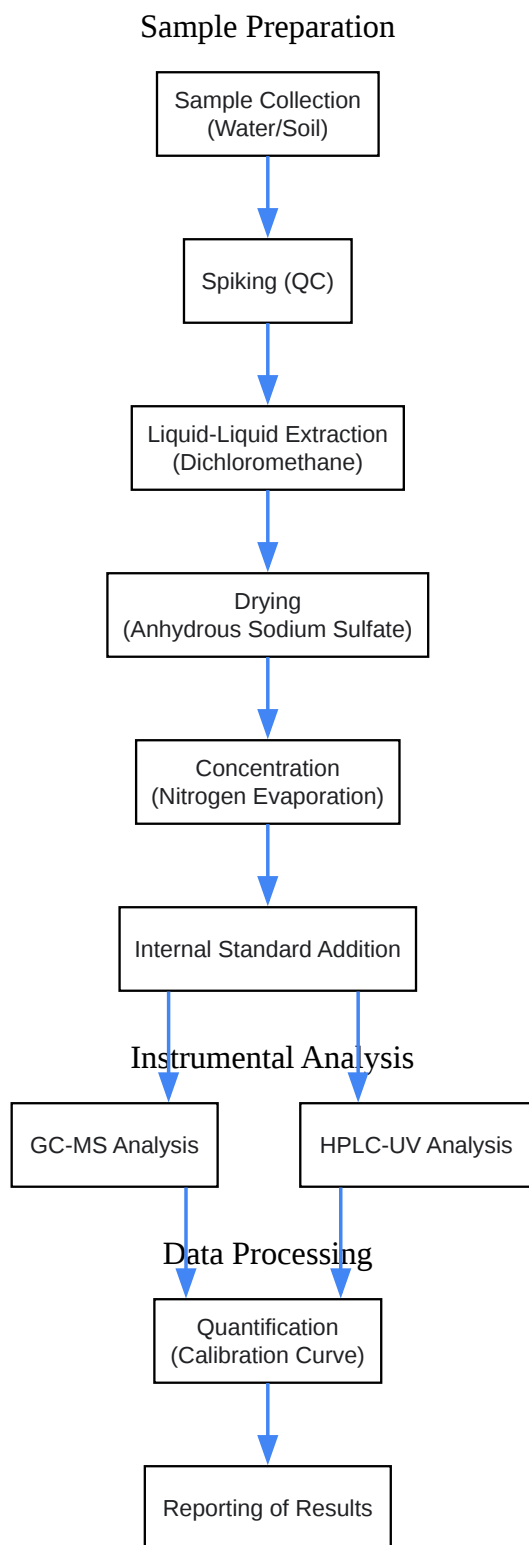 Sample Preparation
Sample Collection
(Water/Soil)
Spiking (QC)
Liquid-Liquid Extraction
(Dichloromethane)
Drying
(Anhydrous Sodium Sulfate)
Concentration
(Nitrogen Evaporation)
Internal Standard Addition
Instrumental Analysis
GC-MS Analysis
HPLC-UV Analysis
Data Processing
Quantification
(Calibration Curve)
Reporting of Results